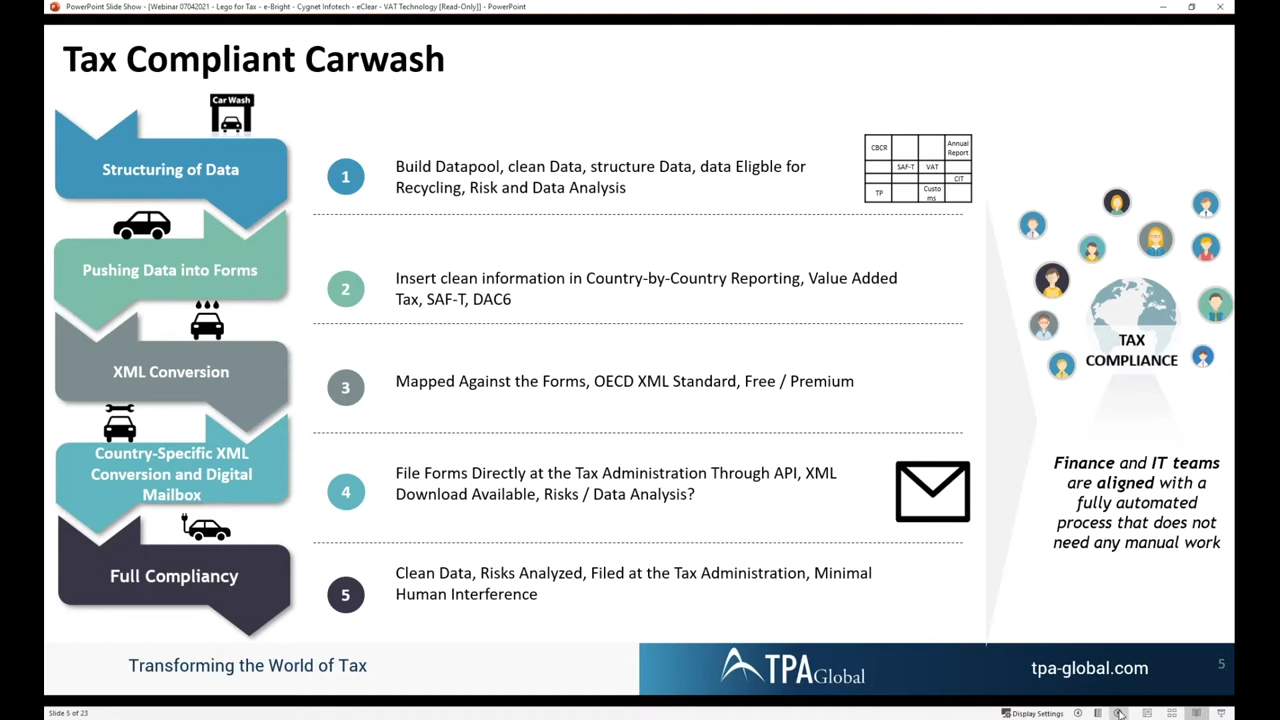 PowerPoint Slide Show - [Webinar 07042021 - Lego for Tax - e-Bright - Cygnet Infotech - eClear - VAT Technology [Read-Only]] - PowerPoint
Tax Compliant Carwash
Car Wash
Structuring of Data
1
Build Datapool, clean Data, structure Data, data Eligble for
Recycling, Risk and Data Analysis
CBCR
Annual
Report
SAF-T
VAT
CIT
TP
Custo
ms
Pushing Data into Forms
2
Insert clean information in Country-by-Country Reporting, Value Added
Tax, SAF-T, DAC6
XML Conversion
3
Mapped Against the Forms, OECD XML Standard, Free / Premium
Country-Specific XML
Conversion and Digital
Mailbox
4
File Forms Directly at the Tax Administration Through API, XML
Download Available, Risks / Data Analysis?
Full Compliancy
5
Clean Data, Risks Analyzed, Filed at the Tax Administration, Minimal
Human Interference
TAX
COMPLIANCE
Finance and IT teams
are aligned with a
fully automated
process that does not
need any manual work
Transforming the World of Tax
TPA Global
tpa-global.com
5
Slide 5 of 23
Display Settings